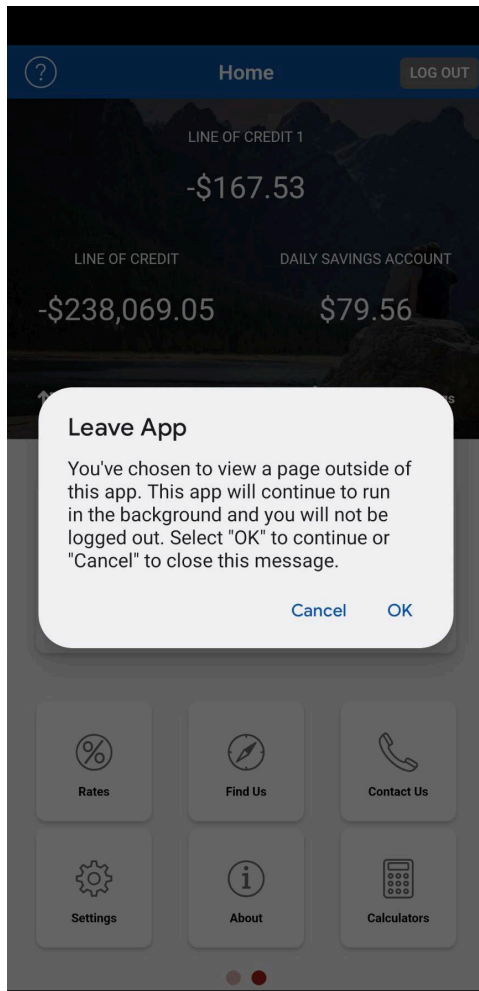 ?
Home
LOG OUT
LINE OF CREDIT 1
-$167.53
LINE OF CREDIT
DAILY SAVINGS ACCOUNT
-$238,069.05
$79.56
Leave App
You've chosen to view a page outside of
this app. This app will continue to run
in the background and you will not be
logged out. Select "OK" to continue or
"Cancel" to close this message.
Cancel
OK
%
Rates
Find Us
Contact Us
i
Settings
About
Calculators